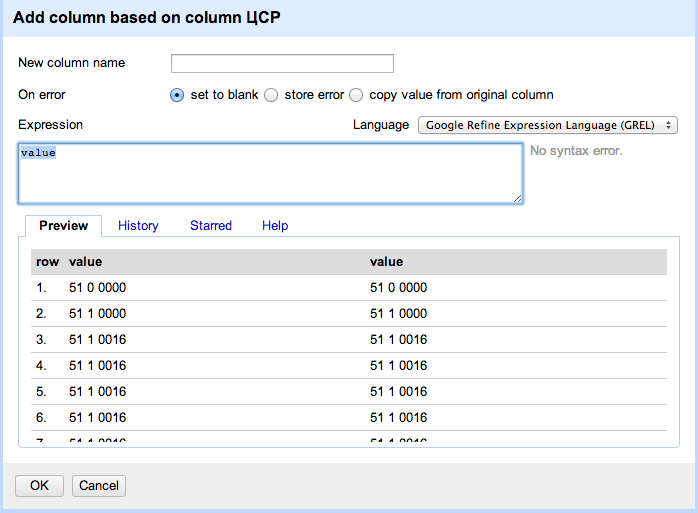 Add column based on column ЦСР
New column name
On error set to blank store error copy value from original column
Expression Language Google Refine Expression Language (GREL)
value No syntax error.
Preview History Starred Help
row value value
1. 51 0 0000 51 0 0000
2. 51 1 0000 51 1 0000
3. 51 1 0016 51 1 0016
4. 51 1 0016 51 1 0016
5. 51 1 0016 51 1 0016
6. 51 1 0016 51 1 0016
OK Cancel